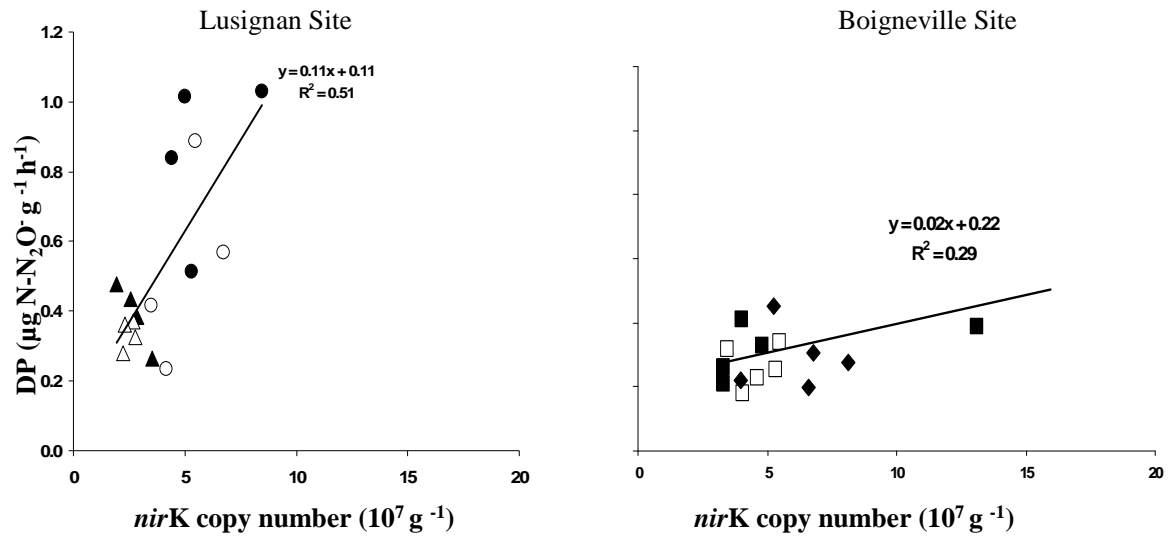 Lusignan Site
Boigneville Site
1.2
1.0
0.8
0.6
0.4
0.2
0.0
DP (µg N-N₂O⁻ g ⁻¹ h⁻¹)
y = 0.11x + 0.11
R² = 0.51
0 5 10 15 20
nirK copy number (10⁷ g ⁻¹)
y = 0.02x + 0.22
R² = 0.29
0 5 10 15 20
nirK copy number (10⁷ g ⁻¹)